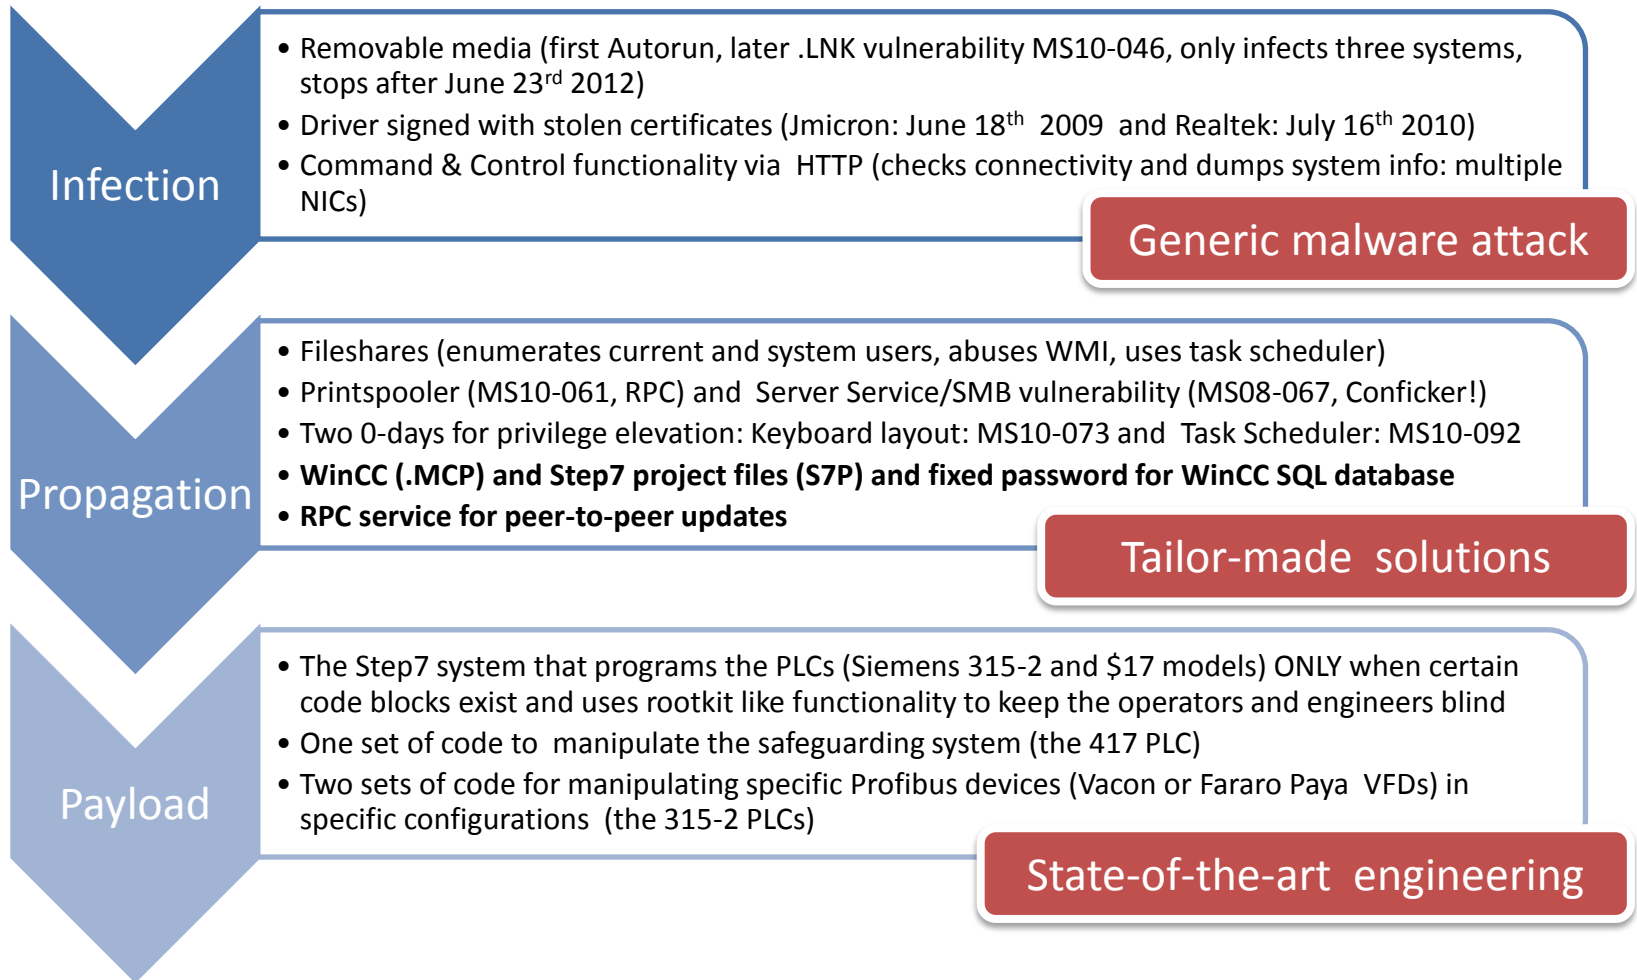 Infection
• Removable media (first Autorun, later .LNK vulnerability MS10-046, only infects three systems,
stops after June 23rd 2012)
• Driver signed with stolen certificates (Jmicron: June 18th 2009 and Realtek: July 16th 2010)
• Command & Control functionality via HTTP (checks connectivity and dumps system info: multiple
NICs)
Generic malware attack
Propagation
• Fileshares (enumerates current and system users, abuses WMI, uses task scheduler)
• Printspooler (MS10-061, RPC) and Server Service/SMB vulnerability (MS08-067, Conficker!)
• Two 0-days for privilege elevation: Keyboard layout: MS10-073 and Task Scheduler: MS10-092
• WinCC (.MCP) and Step7 project files (S7P) and fixed password for WinCC SQL database
• RPC service for peer-to-peer updates
Tailor-made solutions
Payload
• The Step7 system that programs the PLCs (Siemens 315-2 and $17 models) ONLY when certain
code blocks exist and uses rootkit like functionality to keep the operators and engineers blind
• One set of code to manipulate the safeguarding system (the 417 PLC)
• Two sets of code for manipulating specific Profibus devices (Vacon or Fararo Paya VFDs) in
specific configurations (the 315-2 PLCs)
State-of-the-art engineering